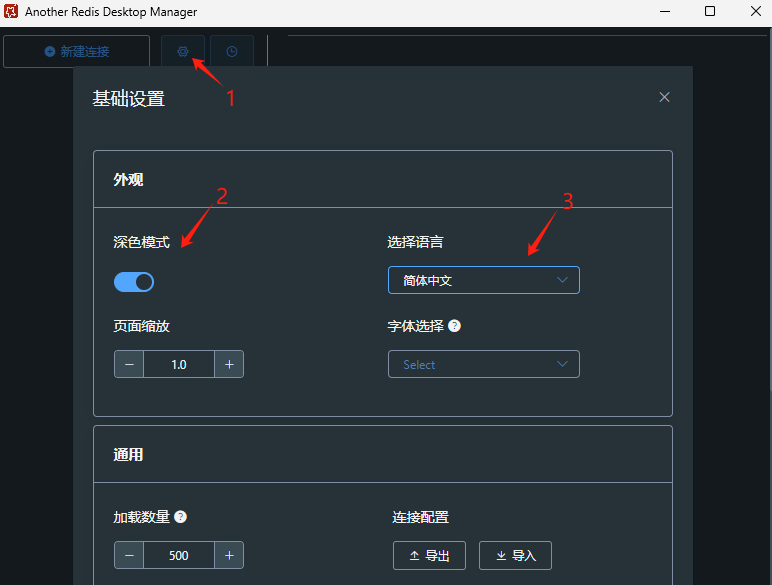 Another Redis Desktop Manager
新建连接
1
基础设置
外观
2
3
深色模式
选择语言
简体中文
页面缩放
字体选择 ?
− 1.0 +
Select
通用
加载数量 ?
连接配置
− 500 +
导出
导入